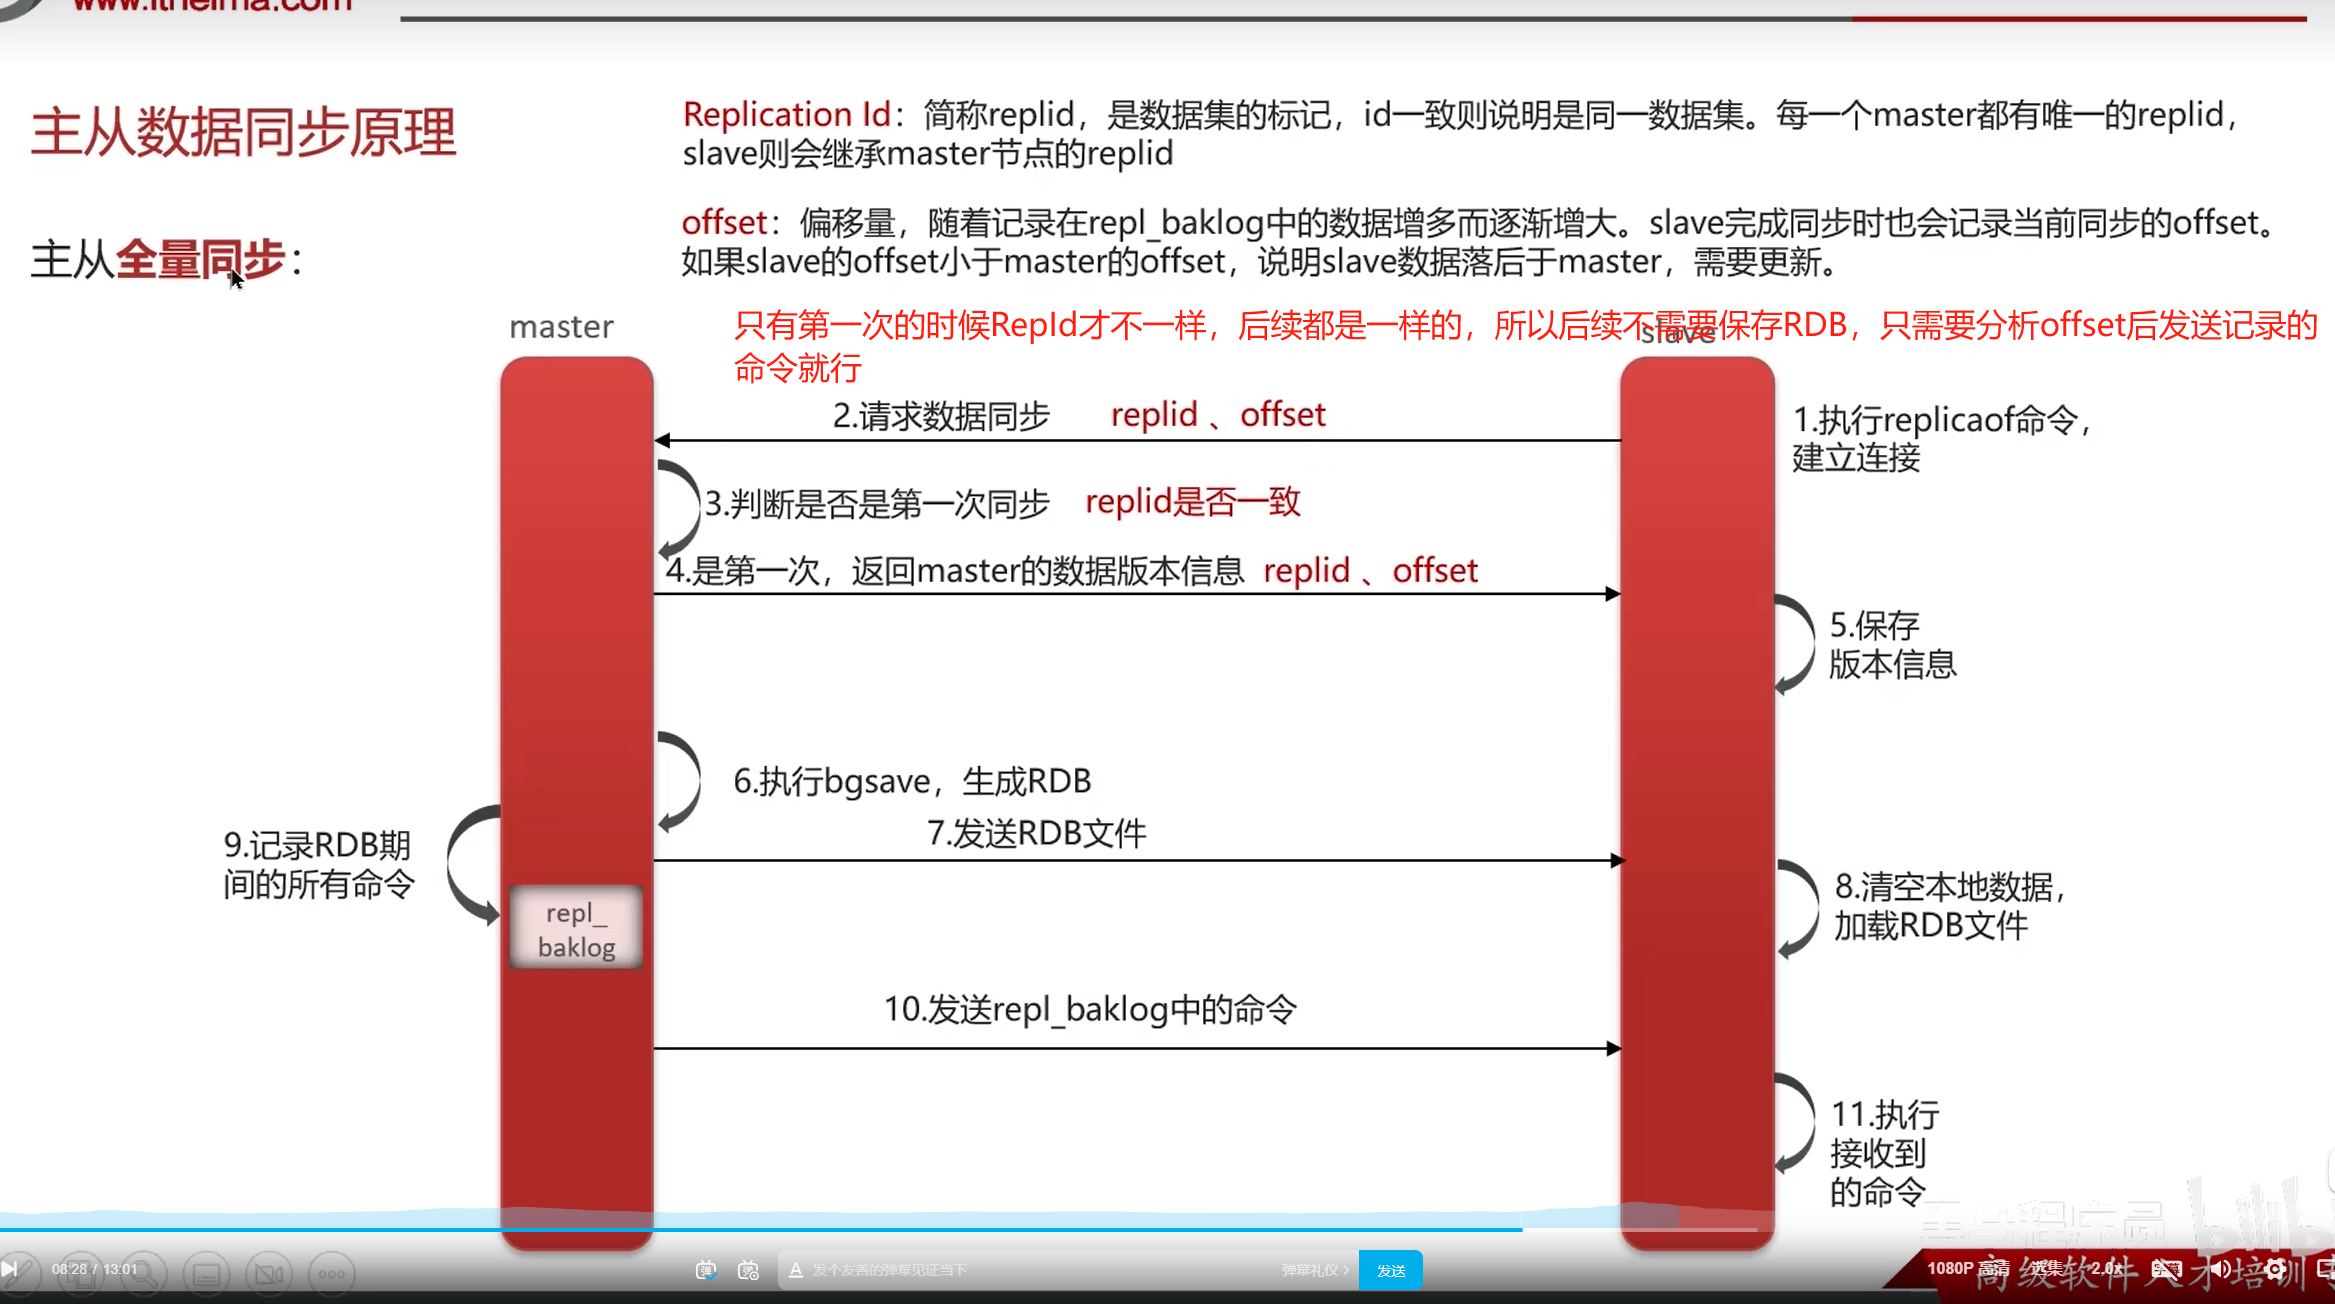 www.itheima.com
主从数据同步原理
Replication Id：简称replid，是数据集的标记，id一致则说明是同一数据集。每一个master都有唯一的replid，
slave则会继承master节点的replid
offset：偏移量，随着记录在repl_baklog中的数据增多而逐渐增大。slave完成同步时也会记录当前同步的offset。
如果slave的offset小于master的offset，说明slave数据落后于master，需要更新。
主从全量同步：
只有第一次的时候RepId才不一样，后续都是一样的，所以后续不需要保存RDB，只需要分析offset后发送记录的
命令就行
master
slave
2.请求数据同步 replid 、offset
1.执行replicaof命令，
建立连接
3.判断是否是第一次同步 replid是否一致
4.是第一次，返回master的数据版本信息 replid 、offset
5.保存
版本信息
6.执行bgsave，生成RDB
7.发送RDB文件
9.记录RDB期
间的所有命令
repl_
baklog
8.清空本地数据，
加载RDB文件
10.发送repl_baklog中的命令
11.执行
接收到
的命令
黑马程序员
bilibi
08:28 / 13:01
发个友善的弹幕见证当下
弹幕礼仪 >
发送
1080P 高清
选集
2.0x
高级软件人才培训